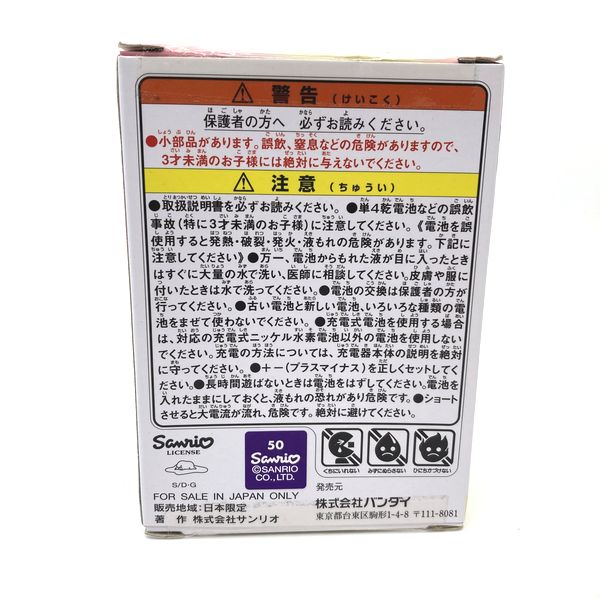 ⚠ 警告 (けいこく)
保護者の方へ 必ずお読みください。
●小部品があります。誤飲、窒息などの危険がありますので、
3才未満のお子様には絶対に与えないでください。
⚠ 注意 (ちゅうい)
●取扱説明書を必ずお読みください。●単4乾電池などの誤飲
事故(特に3才未満のお子様)に注意してください。《電池を誤
使用すると発熱・破裂・発火・液もれの危険があります。下記に
注意してください》●万一、電池からもれた液が目に入ったとき
はすぐに大量の水で洗い、医師に相談してください。皮膚や服に
付いたときは水で洗ってください。●電池の交換は保護者の方が
行ってください。●古い電池と新しい電池、いろいろな種類の電
池をまぜて使わないでください。●充電式電池を使用する場合
は、対応の充電式ニッケル水素電池以外の電池を使用しない
でください。充電の方法については、充電器本体の説明を絶対
に守ってください。●+-(プラスマイナス)を正しくセットしてく
ださい。●長時間遊ばないときは電池をはずしてください。電池を
入れたままにしておくと、液もれの恐れがあり危険です。●ショート
させると大電流が流れ、危険です。絶対に避けてください。
Sanrio
LICENSE
S/D・G
50
Sanrio
©SANRIO
CO.,LTD.
くちにいれない
みずにぬらさない
ひにちかづけない
FOR SALE IN JAPAN ONLY
販売地域:日本限定
著 作 株式会社サンリオ
発売元
株式会社バンダイ
東京都台東区駒形1-4-8 〒111-8081